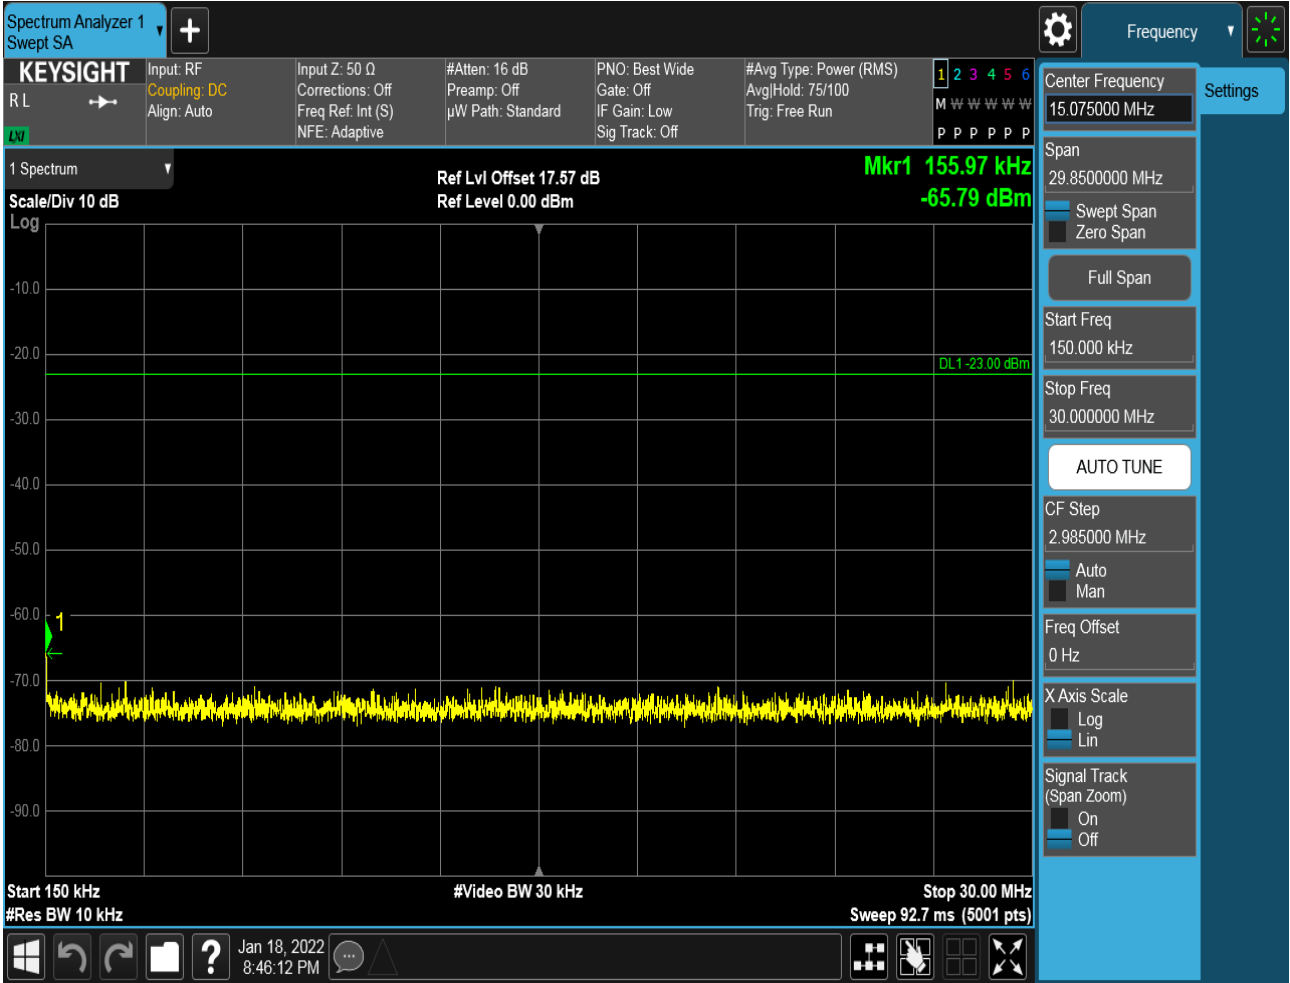 Spectrum Analyzer 1
Swept SA
Frequency
KEYSIGHT
R L
LXI
Input: RF
Coupling: DC
Align: Auto
Input Z: 50 Ω
Corrections: Off
Freq Ref: Int (S)
NFE: Adaptive
#Atten: 16 dB
Preamp: Off
µW Path: Standard
PNO: Best Wide
Gate: Off
IF Gain: Low
Sig Track: Off
#Avg Type: Power (RMS)
Avg|Hold: 75/100
Trig: Free Run
1 2 3 4 5 6
M W W W W W
P P P P P P
1 Spectrum
Scale/Div 10 dB
Log
Ref Lvl Offset 17.57 dB
Ref Level 0.00 dBm
Mkr1 155.97 kHz
-65.79 dBm
-10.0
-20.0
DL1 -23.00 dBm
-30.0
-40.0
-50.0
-60.0
1
-70.0
-80.0
-90.0
Start 150 kHz
#Video BW 30 kHz
Stop 30.00 MHz
#Res BW 10 kHz
Sweep 92.7 ms (5001 pts)
Jan 18, 2022
8:46:12 PM
Center Frequency
15.075000 MHz
Settings
Span
29.8500000 MHz
Swept Span
Zero Span
Full Span
Start Freq
150.000 kHz
Stop Freq
30.000000 MHz
AUTO TUNE
CF Step
2.985000 MHz
Auto
Man
Freq Offset
0 Hz
X Axis Scale
Log
Lin
Signal Track
(Span Zoom)
On
Off